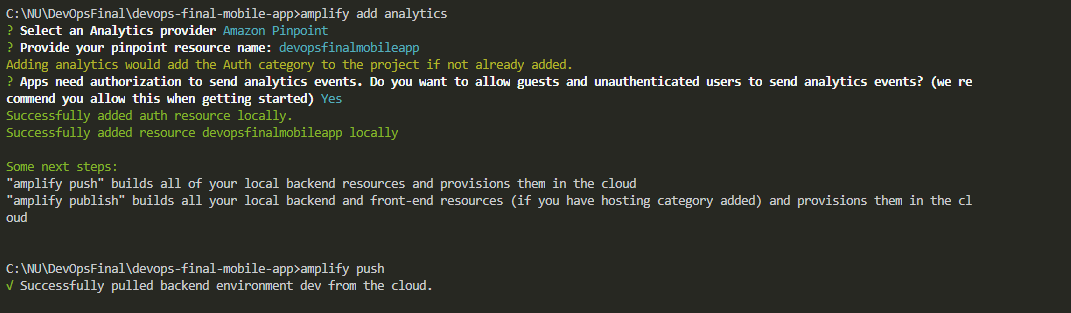 C:\NU\DevOpsFinal\devops-final-mobile-app>amplify add analytics
? Select an Analytics provider Amazon Pinpoint
? Provide your pinpoint resource name: devopsfinalmobileapp
Adding analytics would add the Auth category to the project if not already added.
? Apps need authorization to send analytics events. Do you want to allow guests and unauthenticated users to send analytics events? (we re
commend you allow this when getting started) Yes
Successfully added auth resource locally.
Successfully added resource devopsfinalmobileapp locally
Some next steps:
"amplify push" builds all of your local backend resources and provisions them in the cloud
"amplify publish" builds all your local backend and front-end resources (if you have hosting category added) and provisions them in the cl
oud
C:\NU\DevOpsFinal\devops-final-mobile-app>amplify push
√ Successfully pulled backend environment dev from the cloud.